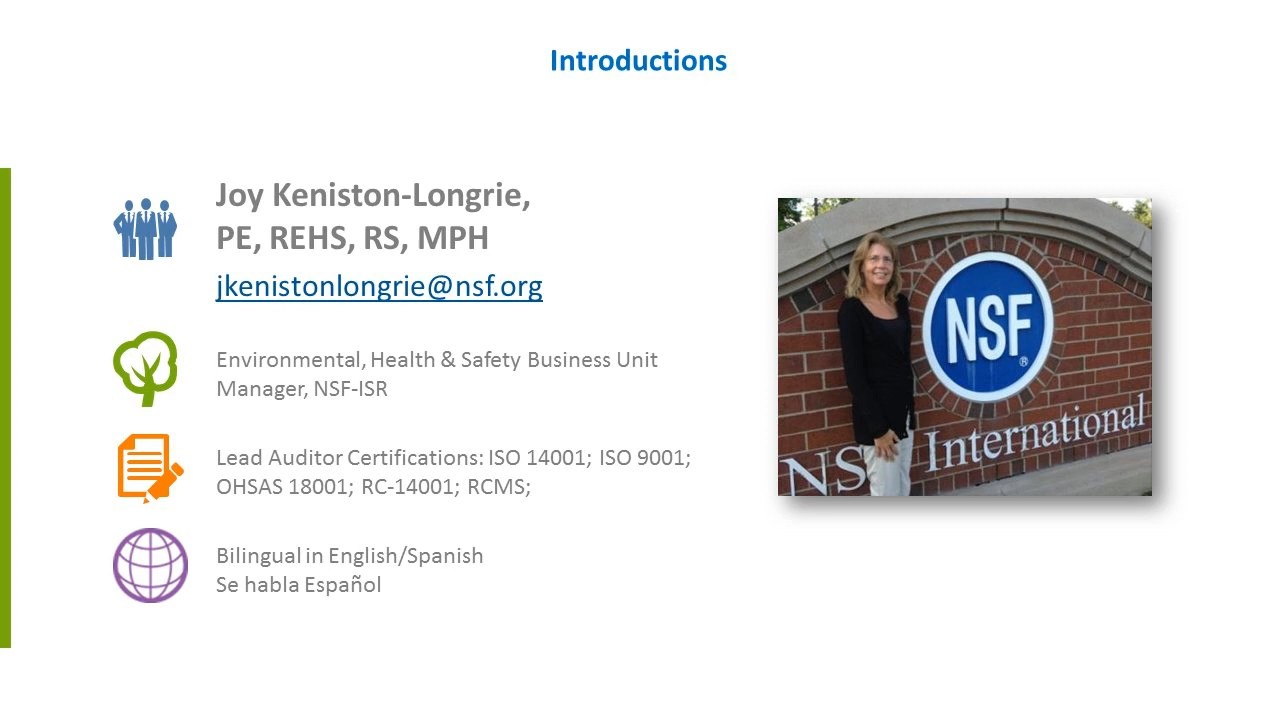 Introductions
Joy Keniston-Longrie,
PE, REHS, RS, MPH
jkenistonlongrie@nsf.org
Environmental, Health & Safety Business Unit
Manager, NSF-ISR
Lead Auditor Certifications: ISO 14001; ISO 9001;
OHSAS 18001; RC-14001; RCMS;
Bilingual in English/Spanish
Se habla Español
NSF®
NS International